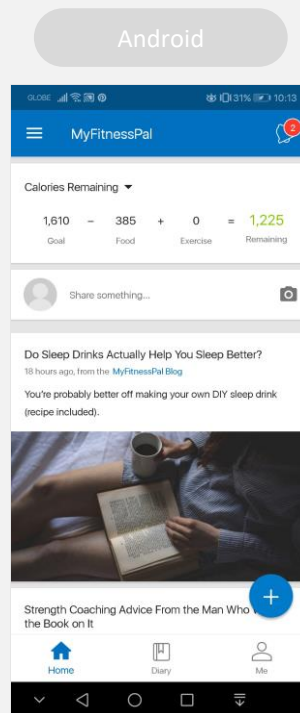 Android
GLOBE 31% 10:13
MyFitnessPal 2
Calories Remaining
1,610 − 385 + 0 = 1,225
Goal Food Exercise Remaining
Share something...
Do Sleep Drinks Actually Help You Sleep Better?
18 hours ago, from the MyFitnessPal Blog
You're probably better off making your own DIY sleep drink
(recipe included).
Strength Coaching Advice From the Man Who
the Book on It
+
Home Diary Me